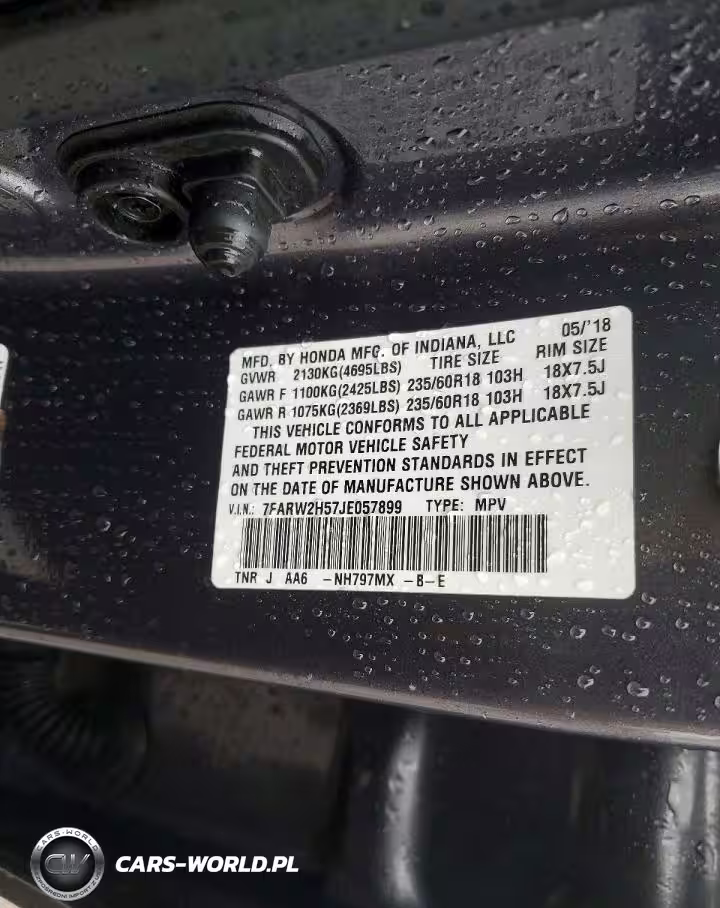 MFD. BY HONDA MFG. OF INDIANA, LLC 05/'18
GVWR 2130KG(4695LBS) TIRE SIZE RIM SIZE
GAWR F 1100KG(2425LBS) 235/60R18 103H 18X7.5J
GAWR R 1075KG(2369LBS) 235/60R18 103H 18X7.5J
THIS VEHICLE CONFORMS TO ALL APPLICABLE
FEDERAL MOTOR VEHICLE SAFETY
AND THEFT PREVENTION STANDARDS IN EFFECT
ON THE DATE OF MANUFACTURE SHOWN ABOVE.
V.I.N.: 7FARW2H57JE057899 TYPE: MPV
TNR J AA6 -NH797MX -B-E
CARS-WORLD
CW
CARS-WORLD.PL